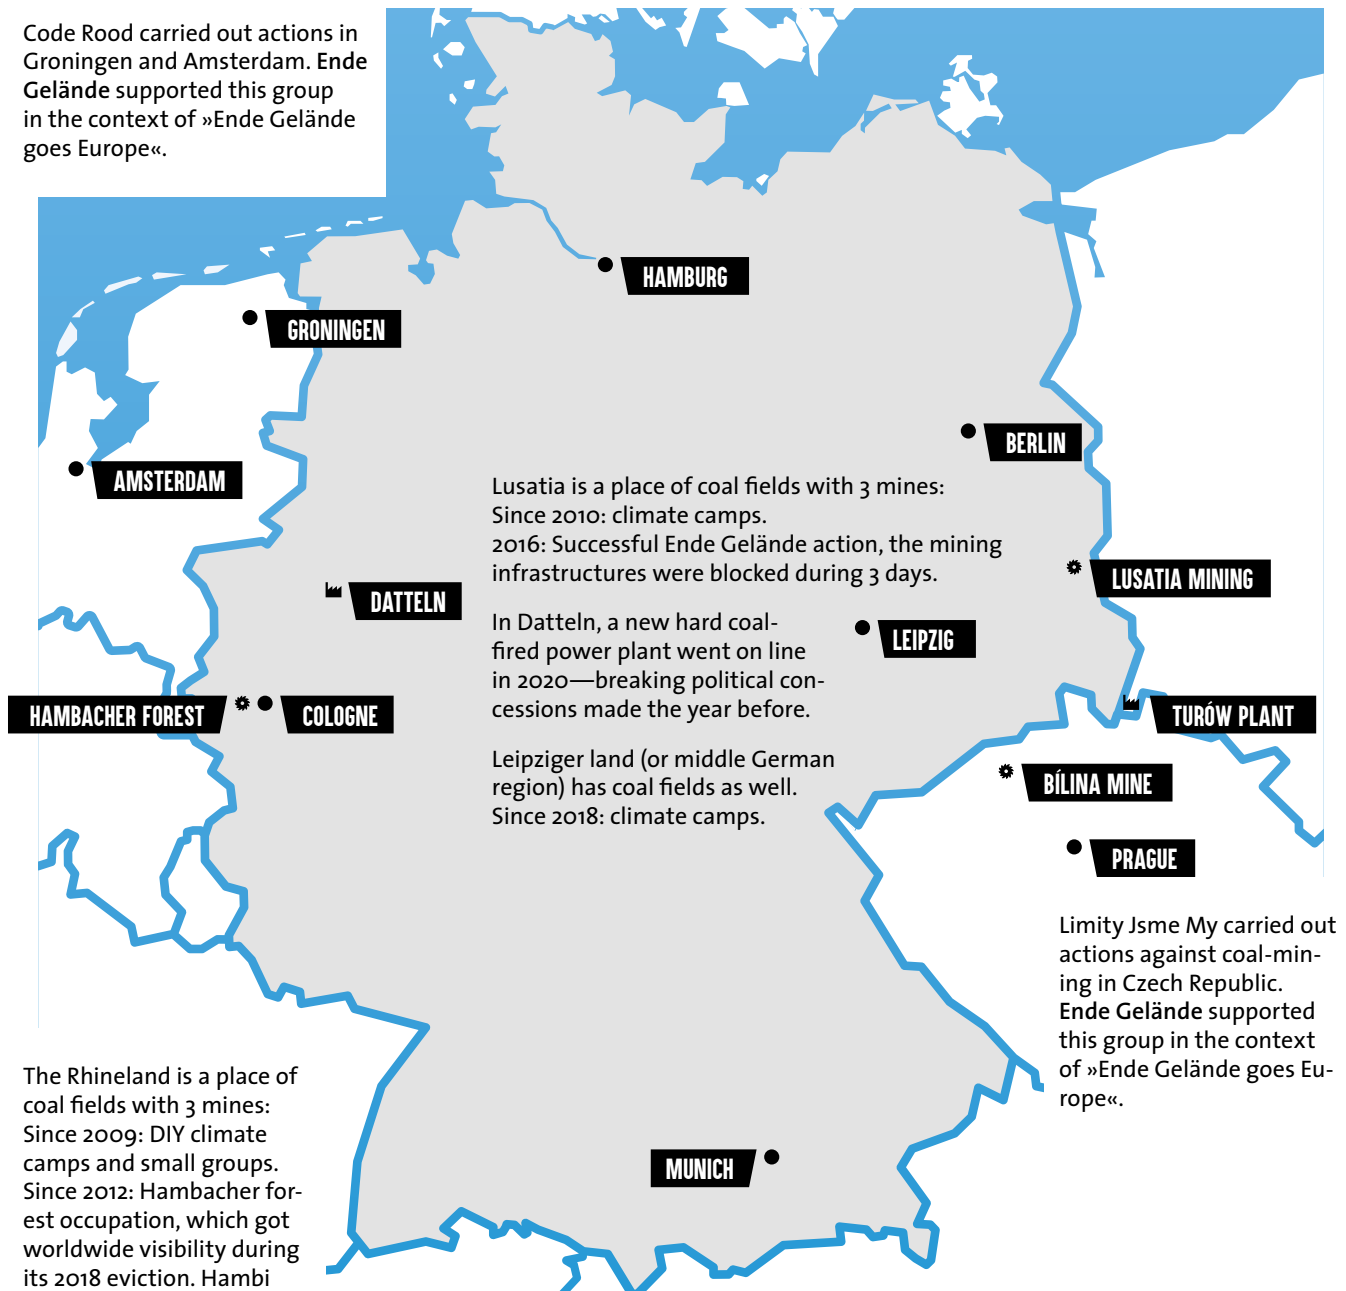 Code Rood carried out actions in
Groningen and Amsterdam. Ende
Gelände supported this group
in the context of »Ende Gelände
goes Europe«.
HAMBURG
GRONINGEN
BERLIN
AMSTERDAM
Lusatia is a place of coal fields with 3 mines:
Since 2010: climate camps.
2016: Successful Ende Gelände action, the mining
infrastructures were blocked during 3 days.
LUSATIA MINING
DATTELN
In Datteln, a new hard coal-
fired power plant went on line
in 2020—breaking political con-
cessions made the year before.
LEIPZIG
HAMBACHER FOREST
COLOGNE
TURÓW PLANT
Leipziger land (or middle German
region) has coal fields as well.
Since 2018: climate camps.
BÍLINA MINE
PRAGUE
Limity Jsme My carried out
actions against coal-min-
ing in Czech Republic.
Ende Gelände supported
this group in the context
of »Ende Gelände goes Eu-
rope«.
The Rhineland is a place of
coal fields with 3 mines:
Since 2009: DIY climate
camps and small groups.
Since 2012: Hambacher for-
est occupation, which got
worldwide visibility during
its 2018 eviction. Hambi
MUNICH